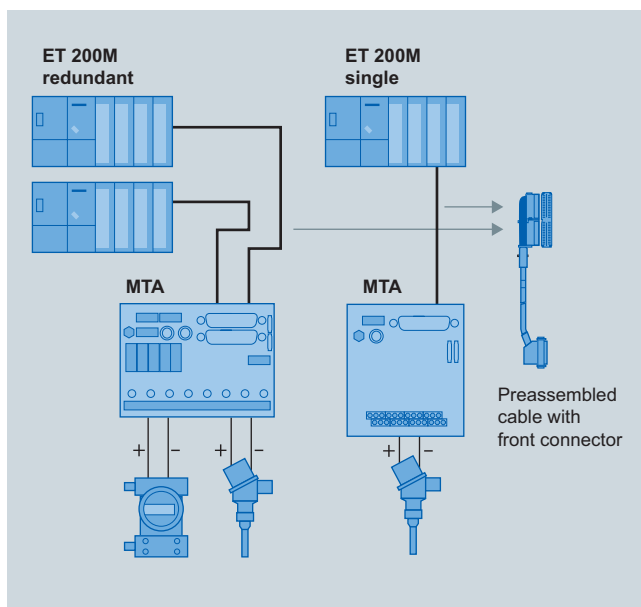 ET 200M
redundant
ET 200M
single
MTA
MTA
+ – + –
+ –
Preassembled
cable with
front connector